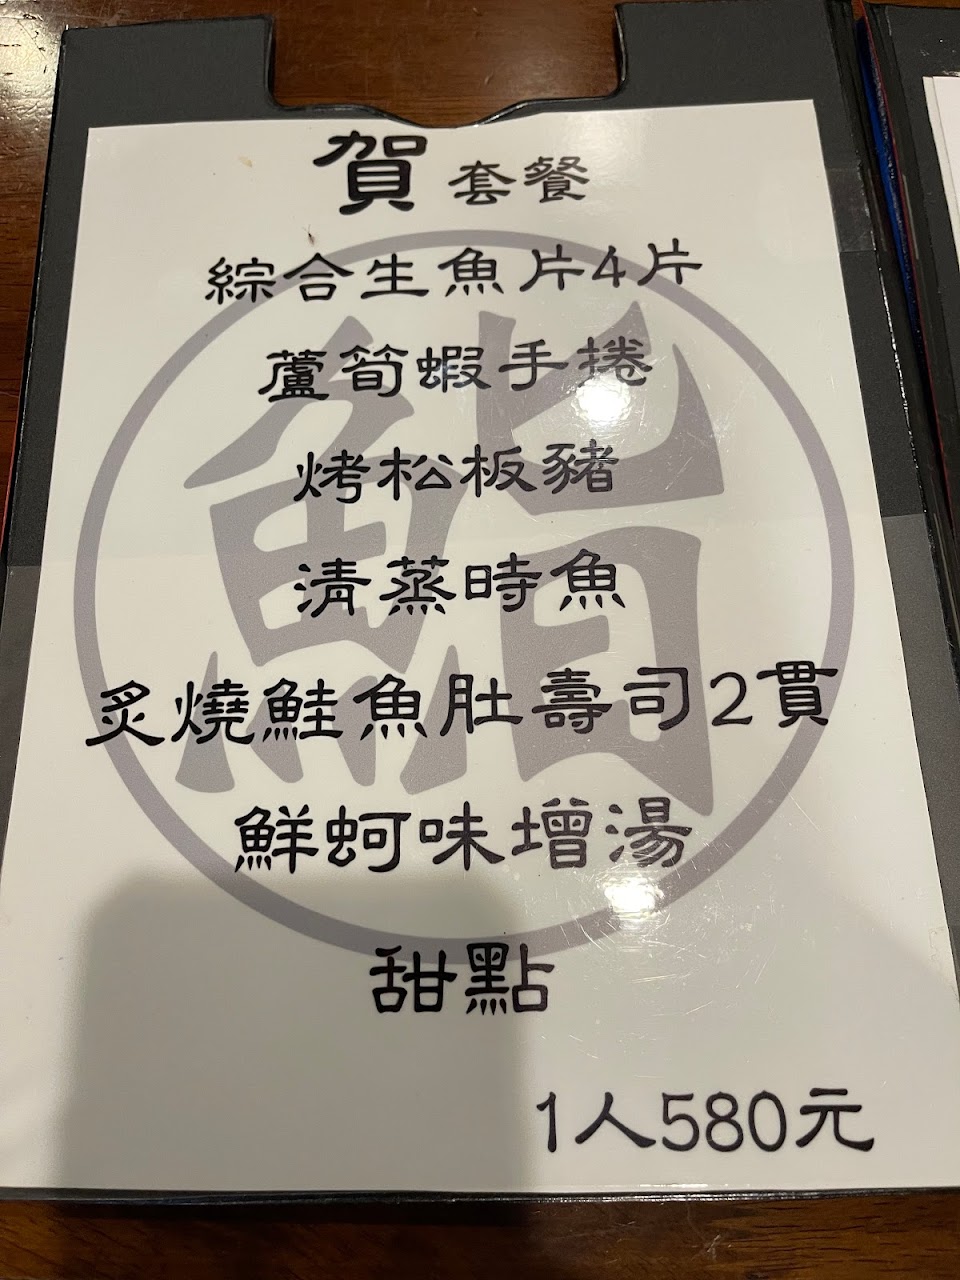 賀 套餐
綜合生魚片4片
蘆筍蝦手捲
烤松板豬
清蒸時魚
炙燒鮭魚肚壽司2貫
鮮蚵味增湯
甜點
1人580元
鮨